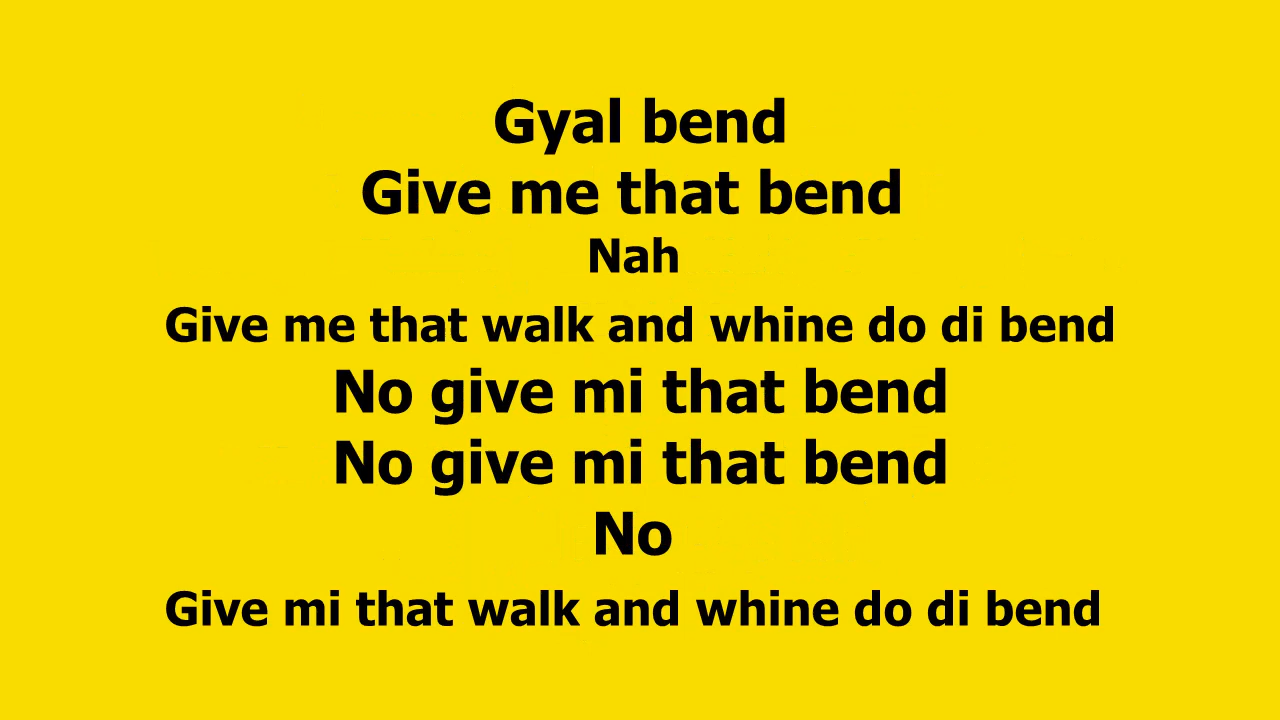 Gyal bend
Give me that bend
Nah
Give me that walk and whine do di bend
No give mi that bend
No give mi that bend
No
Give mi that walk and whine do di bend